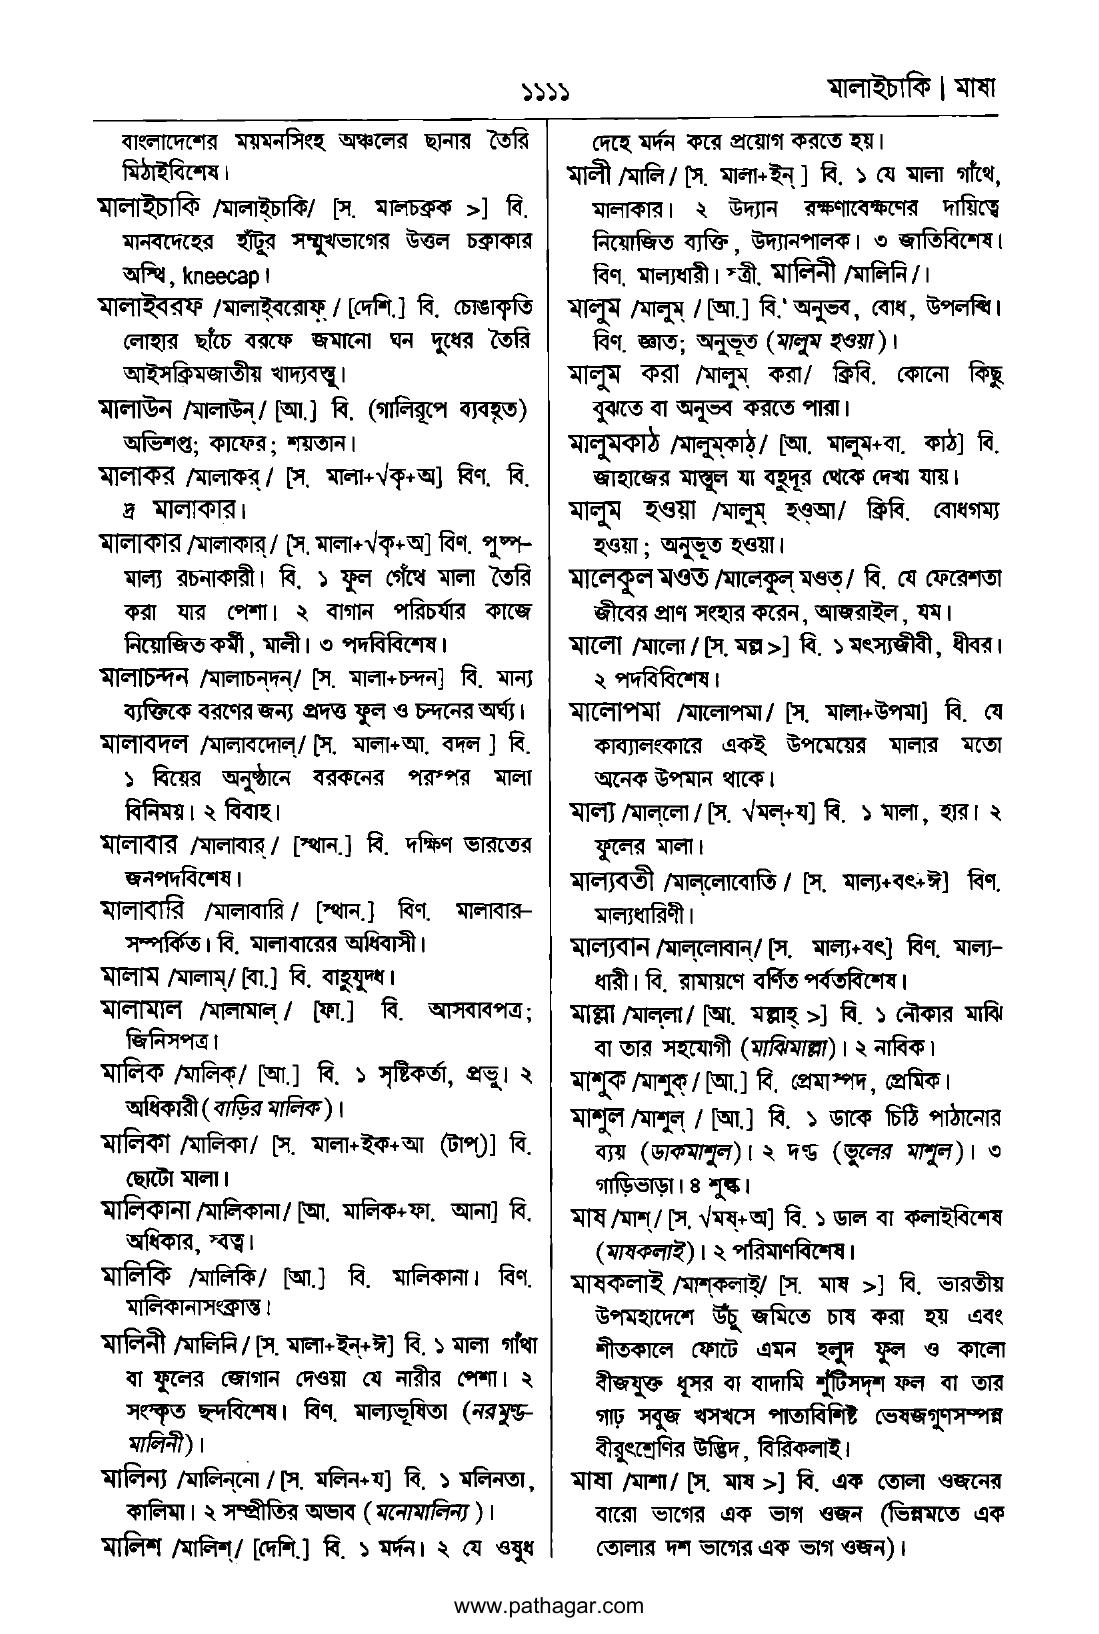 ১১১১
মালাইচাকি | মাষা
বাংলাদেশের ময়মনসিংহ অঞ্চলের ছানার তৈরি
মিঠাইবিশেষ।
মালাইচাকি /মালাইচাকি/ [স. মালচক্রক >] বি.
মানবদেহের হাঁটুর সম্মুখভাগের উত্তল চক্রাকার
অস্থি, kneecap।
মালাইবরফ /মালাইবরোফ্/ [দেশি.] বি. চোঙাকৃতি
লোহার ছাঁচে বরফে জমানো ঘন দুধের তৈরি
আইসক্রিমজাতীয় খাদ্যবস্তু।
মালাউন /মালাউন্/ [আ.] বি. (গালিরূপে ব্যবহৃত)
অভিশপ্ত; কাফের; শয়তান।
মালাকর /মালাকর্/ [স. মালা+√কৃ+অ] বিণ. বি.
দ্র মালাকার।
মালাকার /মালাকার্/ [স. মালা+√কৃ+অ] বিণ. পুষ্প-
মাল্য রচনাকারী। বি. ১ ফুল গেঁথে মালা তৈরি
করা যার পেশা। ২ বাগান পরিচর্যার কাজে
নিয়োজিত কর্মী, মালী। ৩ পদবিবিশেষ।
মালাচন্দন /মালাচন্‌দন্/ [স. মালা+চন্দন] বি. মান্য
ব্যক্তিকে বরণের জন্য প্রদত্ত ফুল ও চন্দনের অর্ঘ্য।
মালাবদল /মালাবদোল্/ [স. মালা+আ. বদল ] বি.
১ বিয়ের অনুষ্ঠানে বরকনের পরস্পর মালা
বিনিময়। ২ বিবাহ।
মালাবার /মালাবার্/ [স্থান.] বি. দক্ষিণ ভারতের
জনপদবিশেষ।
মালাবারি /মালাবারি/ [স্থান.] বিণ. মালাবার-
সম্পর্কিত। বি. মালাবারের অধিবাসী।
মালাম /মালাম্/ [বা.] বি. বাহুযুদ্ধ।
মালামাল /মালামাল্/ [ফা.] বি. আসবাবপত্র;
জিনিসপত্র।
মালিক /মালিক্/ [আ.] বি. ১ সৃষ্টিকর্তা, প্রভু। ২
অধিকারী (বাড়ির মালিক)।
মালিকা /মালিকা/ [স. মালা+ইক+আ (টাপ্)] বি.
ছোটো মালা।
মালিকানা /মালিকানা/ [আ. মালিক+ফা. আনা] বি.
অধিকার, স্বত্ব।
মালিকি /মালিকি/ [আ.] বি. মালিকানা। বিণ.
মালিকানাসংক্রান্ত।
মালিনী /মালিনি/ [স. মালা+ইন্+ঈ] বি. ১ মালা গাঁথা
বা ফুলের জোগান দেওয়া যে নারীর পেশা। ২
সংস্কৃত ছন্দবিশেষ। বিণ. মাল্যভূষিতা (নরমুণ্ড-
মালিনী)।
মালিন্য /মালিন্‌নো/ [স. মলিন+য] বি. ১ মলিনতা,
কালিমা। ২ সম্প্রীতির অভাব (মনোমালিন্য)।
মালিশ /মালিশ্/ [দেশি.] বি. ১ মর্দন। ২ যে ওষুধ
দেহে মর্দন করে প্রয়োগ করতে হয়।
মালী /মালি/ [স. মালা+ইন্ ] বি. ১ যে মালা গাঁথে,
মালাকার। ২ উদ্যান রক্ষণাবেক্ষণের দায়িত্বে
নিয়োজিত ব্যক্তি, উদ্যানপালক। ৩ জাতিবিশেষ।
বিণ. মাল্যধারী। স্ত্রী. মালিনী /মালিনি/।
মালুম /মালুম্/ [আ.] বি. অনুভব, বোধ, উপলব্ধি।
বিণ. জ্ঞাত; অনুভূত (মালুম হওয়া)।
মালুম করা /মালুম্ করা/ ক্রিবি. কোনো কিছু
বুঝতে বা অনুভব করতে পারা।
মালুমকাঠ /মালুম্‌কাঠ্/ [আ. মালুম+বা. কাঠ] বি.
জাহাজের মাস্তুল যা বহুদূর থেকে দেখা যায়।
মালুম হওয়া /মালুম্ হও্‌আ/ ক্রিবি. বোধগম্য
হওয়া; অনুভূত হওয়া।
মালেকুল মওত /মালেকুল্ মও্‌ত্/ বি. যে ফেরেশতা
জীবের প্রাণ সংহার করেন, আজরাইল, যম।
মালো /মালো/ [স. মল্ল >] বি. ১ মৎস্যজীবী, ধীবর।
২ পদবিবিশেষ।
মালোপমা /মালোপমা/ [স. মালা+উপমা] বি. যে
কাব্যালংকারে একই উপমেয়ের মালার মতো
অনেক উপমান থাকে।
মাল্য /মাল্‌লো/ [স. √মল্+য] বি. ১ মালা, হার। ২
ফুলের মালা।
মাল্যবতী /মাল্‌লোবোতি/ [স. মাল্য+বৎ+ঈ] বিণ.
মাল্যধারিণী।
মাল্যবান /মাল্‌লোবান্/ [স. মাল্য+বৎ] বিণ. মাল্য-
ধারী। বি. রামায়ণে বর্ণিত পর্বতবিশেষ।
মাল্লা /মাল্‌লা/ [আ. মল্লাহ্ >] বি. ১ নৌকার মাঝি
বা তার সহযোগী (মাঝিমাল্লা)। ২ নাবিক।
মাশুক /মাশুক্/ [আ.] বি. প্রেমাস্পদ, প্রেমিক।
মাশুল /মাশুল্/ [আ.] বি. ১ ডাকে চিঠি পাঠানোর
ব্যয় (ডাকমাশুল)। ২ দণ্ড (ভুলের মাশুল)। ৩
গাড়িভাড়া। ৪ শুল্ক।
মাষ /মাশ্/ [স. √মষ্+অ] বি. ১ ডাল বা কলাইবিশেষ
(মাষকলাই)। ২ পরিমাণবিশেষ।
মাষকলাই /মাশ্‌কলাই্/ [স. মাষ >] বি. ভারতীয়
উপমহাদেশে উঁচু জমিতে চাষ করা হয় এবং
শীতকালে ফোটে এমন হলুদ ফুল ও কালো
বীজযুক্ত ধূসর বা বাদামি শুঁটিসদৃশ ফল বা তার
গাঢ় সবুজ খসখসে পাতাবিশিষ্ট ভেষজগুণসম্পন্ন
বীরুৎশ্রেণির উদ্ভিদ, বিরিকলাই।
মাষা /মাশা/ [স. মাষ >] বি. এক তোলা ওজনের
বারো ভাগের এক ভাগ ওজন (ভিন্নমতে এক
তোলার দশ ভাগের এক ভাগ ওজন)।
www.pathagar.com